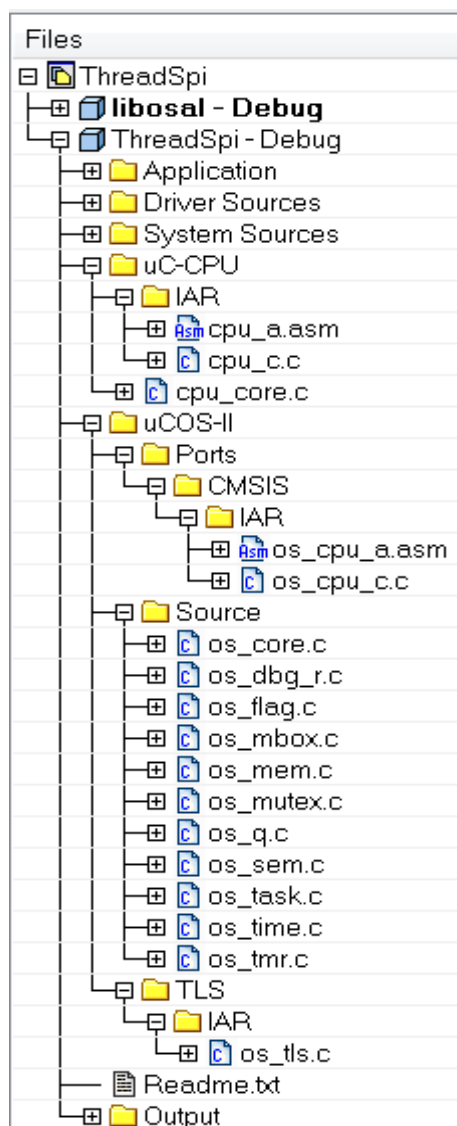 Files
ThreadSpi
libosal - Debug
ThreadSpi - Debug
Application
Driver Sources
System Sources
uC-CPU
IAR
Asm cpu_a.asm
c cpu_c.c
c cpu_core.c
uCOS-II
Ports
CMSIS
IAR
Asm os_cpu_a.asm
c os_cpu_c.c
Source
c os_core.c
c os_dbg_r.c
c os_flag.c
c os_mbox.c
c os_mem.c
c os_mutex.c
c os_q.c
c os_sem.c
c os_task.c
c os_time.c
c os_tmr.c
TLS
IAR
c os_tls.c
Readme.txt
Output